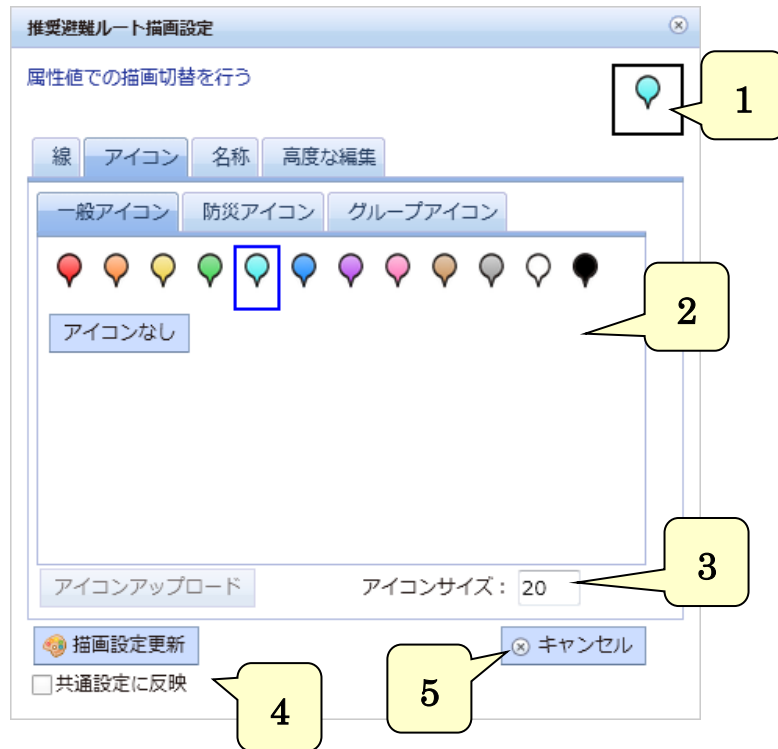 推奨避難ルート描画設定
属性値での描画切替を行う
1
線 アイコン 名称 高度な編集
一般アイコン 防災アイコン グループアイコン
2
アイコンなし
3
アイコンアップロード アイコンサイズ： 20
描画設定更新 キャンセル
共通設定に反映
4
5